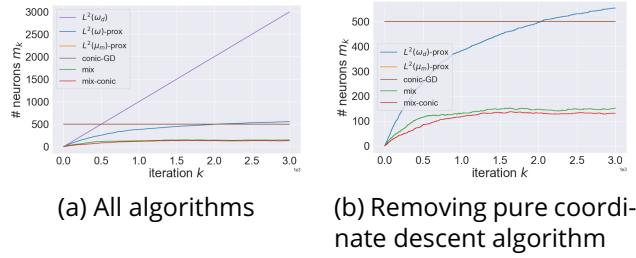 3000
2500
2000
1500
1000
500
0
# neurons m_k
L²(ω_d)
L²(ω)-prox
L²(μ_m)-prox
conic-GD
mix
mix-conic
0.0 0.5 1.0 1.5 2.0 2.5 3.0
iteration k
1e3
(a) All algorithms
500
400
300
200
100
0
# neurons m_k
L²(ω_d)-prox
L²(μ_m)-prox
conic-GD
mix
mix-conic
0.0 0.5 1.0 1.5 2.0 2.5 3.0
iteration k
1e3
(b) Removing pure coordi-
nate descent algorithm